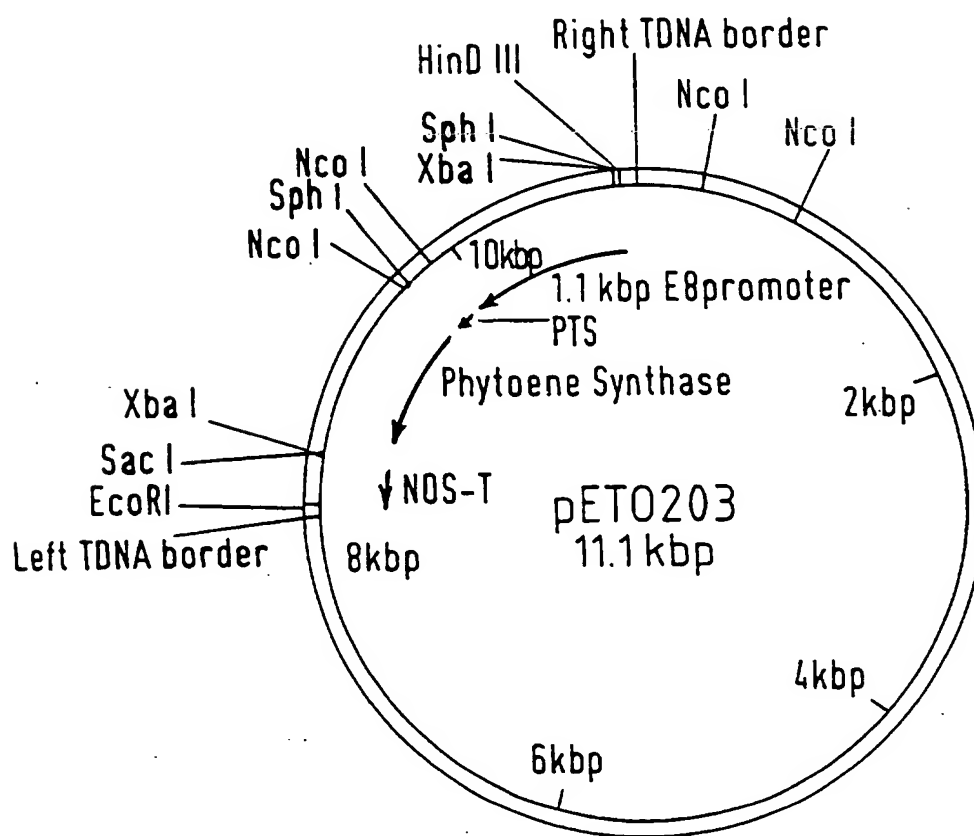 Right TDNA border
HinD III
Nco I
Nco I
Sph I
Xba I
Nco I
Sph I
Nco I
10kbp
1.1 kbp E8promoter
PTS
Phytoene Synthase
2kbp
Xba I
Sac I
EcoRI
NOS-T
pETO203
11.1 kbp
Left TDNA border
8kbp
4kbp
6kbp